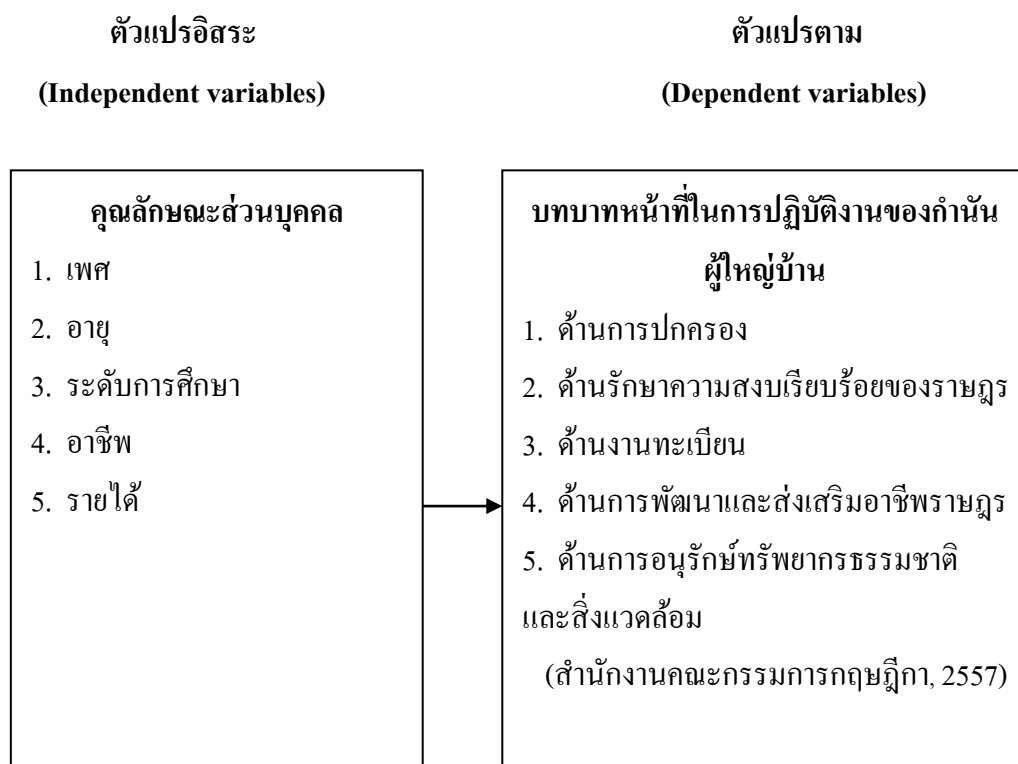 ตัวแปรอิสระ
(Independent variables)
ตัวแปรตาม
(Dependent variables)
คุณลักษณะส่วนบุคคล
1. เพศ
2. อายุ
3. ระดับการศึกษา
4. อาชีพ
5. รายได้
บทบาทหน้าที่ในการปฏิบัติงานของกำนัน
ผู้ใหญ่บ้าน
1. ด้านการปกครอง
2. ด้านรักษาความสงบเรียบร้อยของราษฎร
3. ด้านงานทะเบียน
4. ด้านการพัฒนาและส่งเสริมอาชีพราษฎร
5. ด้านการอนุรักษ์ทรัพยากรธรรมชาติ
และสิ่งแวดล้อม
(สำนักงานคณะกรรมการกฤษฎีกา, 2557)